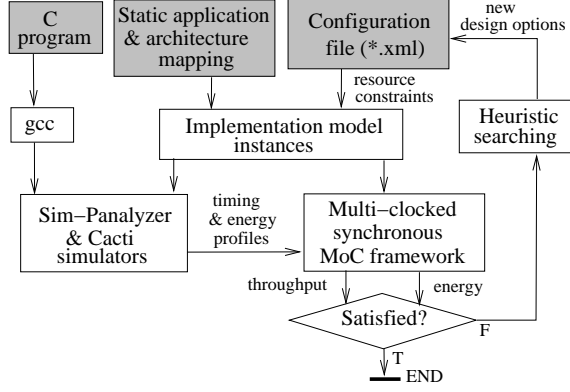 C
program
Static application
& architecture
mapping
Configuration
file (*.xml)
new
design options
resource
constraints
gcc
Implementation model
instances
Heuristic
searching
Sim−Panalyzer
& Cacti
simulators
timing
& energy
profiles
Multi−clocked
synchronous
MoC framework
throughput
energy
Satisfied?
F
T
END